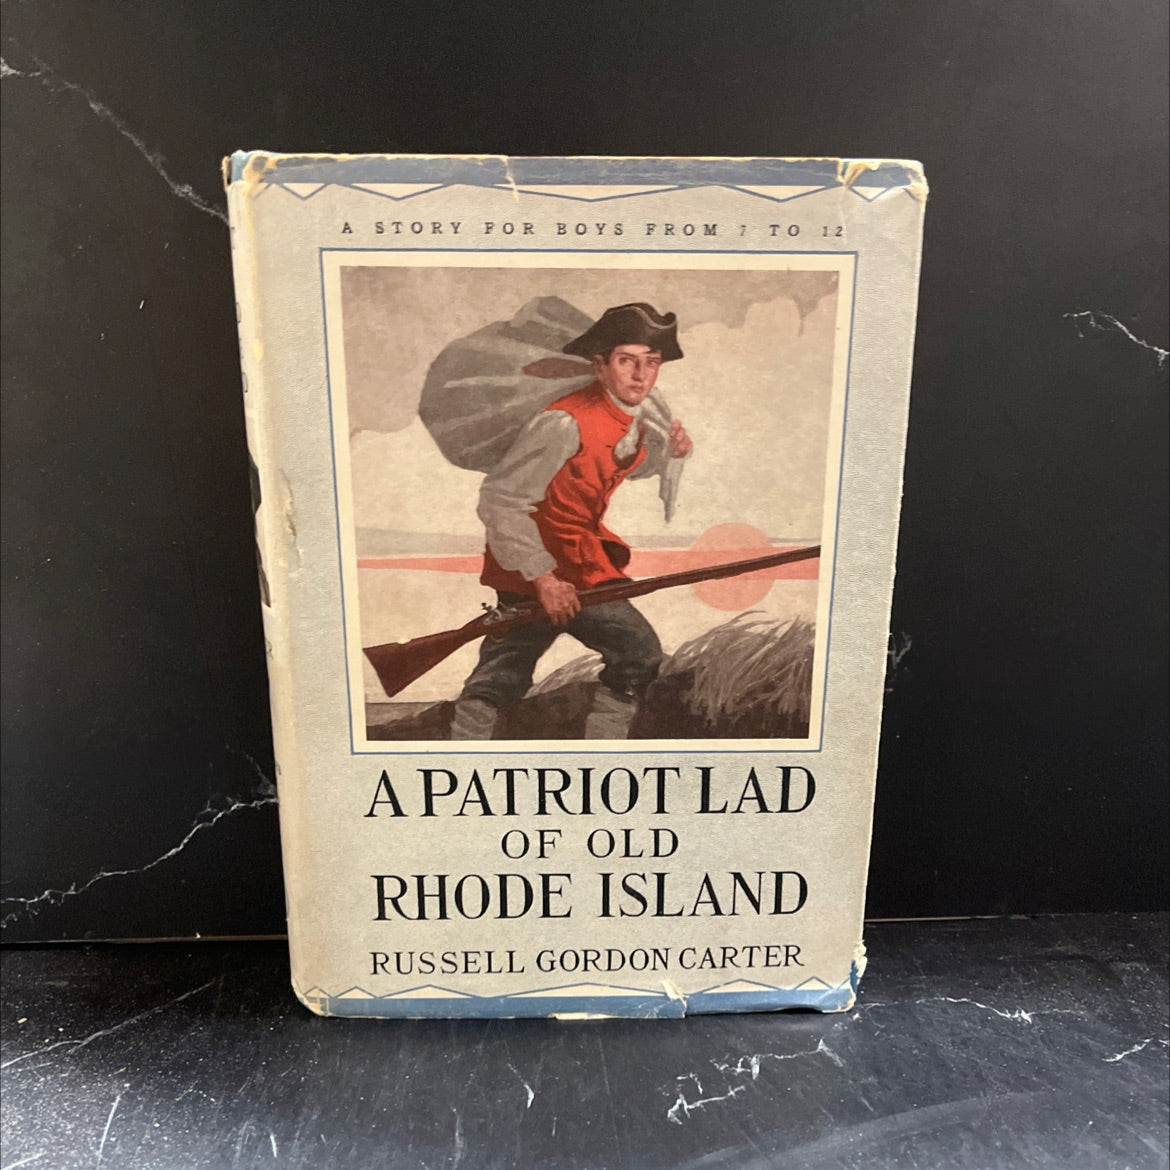 A STORY FOR BOYS FROM 7 TO 12
A PATRIOT LAD
OF OLD
RHODE ISLAND
RUSSELL GORDON CARTER